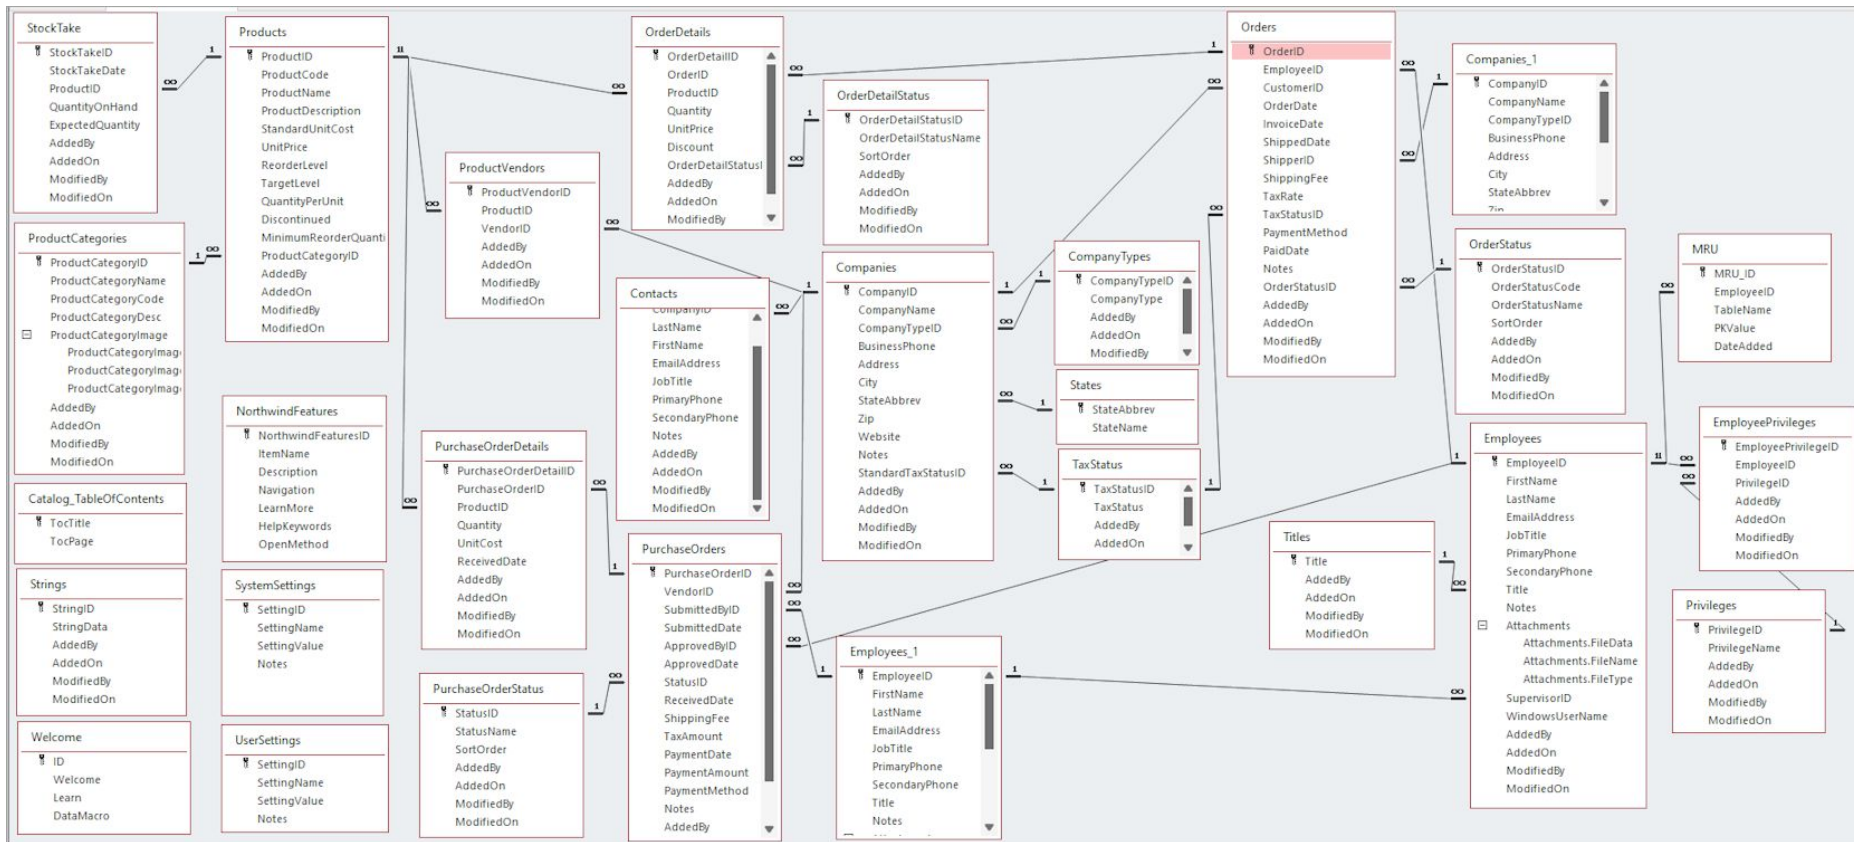 StockTake
StockTakeID
StockTakeDate
ProductID
QuantityOnHand
ExpectedQuantity
AddedBy
AddedOn
ModifiedBy
ModifiedOn
ProductCategories
ProductCategoryID
ProductCategoryName
ProductCategoryCode
ProductCategoryDesc
ProductCategoryImage
ProductCategoryImag
ProductCategoryImag
ProductCategoryImag
AddedBy
AddedOn
ModifiedBy
ModifiedOn
Catalog_TableOfContents
TocTitle
TocPage
Strings
StringID
StringData
AddedBy
AddedOn
ModifiedBy
ModifiedOn
Welcome
ID
Welcome
Learn
DataMacro
Products
ProductID
ProductCode
ProductName
ProductDescription
StandardUnitCost
UnitPrice
ReorderLevel
TargetLevel
QuantityPerUnit
Discontinued
MinimumReorderQuanti
ProductCategoryID
AddedBy
AddedOn
ModifiedBy
ModifiedOn
NorthwindFeatures
NorthwindFeaturesID
ItemName
Description
Navigation
LearnMore
HelpKeywords
OpenMethod
SystemSettings
SettingID
SettingName
SettingValue
Notes
UserSettings
SettingID
SettingName
SettingValue
Notes
ProductVendors
ProductVendorID
ProductID
VendorID
AddedBy
AddedOn
ModifiedBy
ModifiedOn
PurchaseOrderDetails
PurchaseOrderDetailID
PurchaseOrderID
ProductID
Quantity
UnitCost
ReceivedDate
AddedBy
AddedOn
ModifiedBy
ModifiedOn
PurchaseOrderStatus
StatusID
StatusName
SortOrder
AddedBy
AddedOn
ModifiedBy
ModifiedOn
OrderDetails
OrderDetailID
OrderID
ProductID
Quantity
UnitPrice
Discount
OrderDetailStatusI
AddedBy
AddedOn
ModifiedBy
Contacts
CompanyID
LastName
FirstName
EmailAddress
JobTitle
PrimaryPhone
SecondaryPhone
Notes
AddedBy
AddedOn
ModifiedBy
ModifiedOn
PurchaseOrders
PurchaseOrderID
VendorID
SubmittedByID
SubmittedDate
ApprovedByID
ApprovedDate
StatusID
ReceivedDate
ShippingFee
TaxAmount
PaymentDate
PaymentAmount
PaymentMethod
Notes
AddedBy
OrderDetailStatus
OrderDetailStatusID
OrderDetailStatusName
SortOrder
AddedBy
AddedOn
ModifiedBy
ModifiedOn
Companies
CompanyID
CompanyName
CompanyTypeID
BusinessPhone
Address
City
StateAbbrev
Zip
Website
Notes
StandardTaxStatusID
AddedBy
AddedOn
ModifiedBy
ModifiedOn
Employees_1
EmployeeID
FirstName
LastName
EmailAddress
JobTitle
PrimaryPhone
SecondaryPhone
Title
Notes
CompanyTypes
CompanyTypeID
CompanyType
AddedBy
AddedOn
ModifiedBy
States
StateAbbrev
StateName
TaxStatus
TaxStatusID
TaxStatus
AddedBy
AddedOn
Orders
OrderID
EmployeeID
CustomerID
OrderDate
InvoiceDate
ShippedDate
ShipperID
ShippingFee
TaxRate
TaxStatusID
PaymentMethod
PaidDate
Notes
OrderStatusID
AddedBy
AddedOn
ModifiedBy
ModifiedOn
Titles
Title
AddedBy
AddedOn
ModifiedBy
ModifiedOn
Companies_1
CompanyID
CompanyName
CompanyTypeID
BusinessPhone
Address
City
StateAbbrev
Zip
OrderStatus
OrderStatusID
OrderStatusCode
OrderStatusName
SortOrder
AddedBy
AddedOn
ModifiedBy
ModifiedOn
Employees
EmployeeID
FirstName
LastName
EmailAddress
JobTitle
PrimaryPhone
SecondaryPhone
Title
Notes
Attachments
Attachments.FileData
Attachments.FileName
Attachments.FileType
SupervisorID
WindowsUserName
AddedBy
AddedOn
ModifiedBy
ModifiedOn
MRU
MRU_ID
EmployeeID
TableName
PKValue
DateAdded
EmployeePrivileges
EmployeePrivilegeID
EmployeeID
PrivilegeID
AddedBy
AddedOn
ModifiedBy
ModifiedOn
Privileges
PrivilegeID
PrivilegeName
AddedBy
AddedOn
ModifiedBy
ModifiedOn